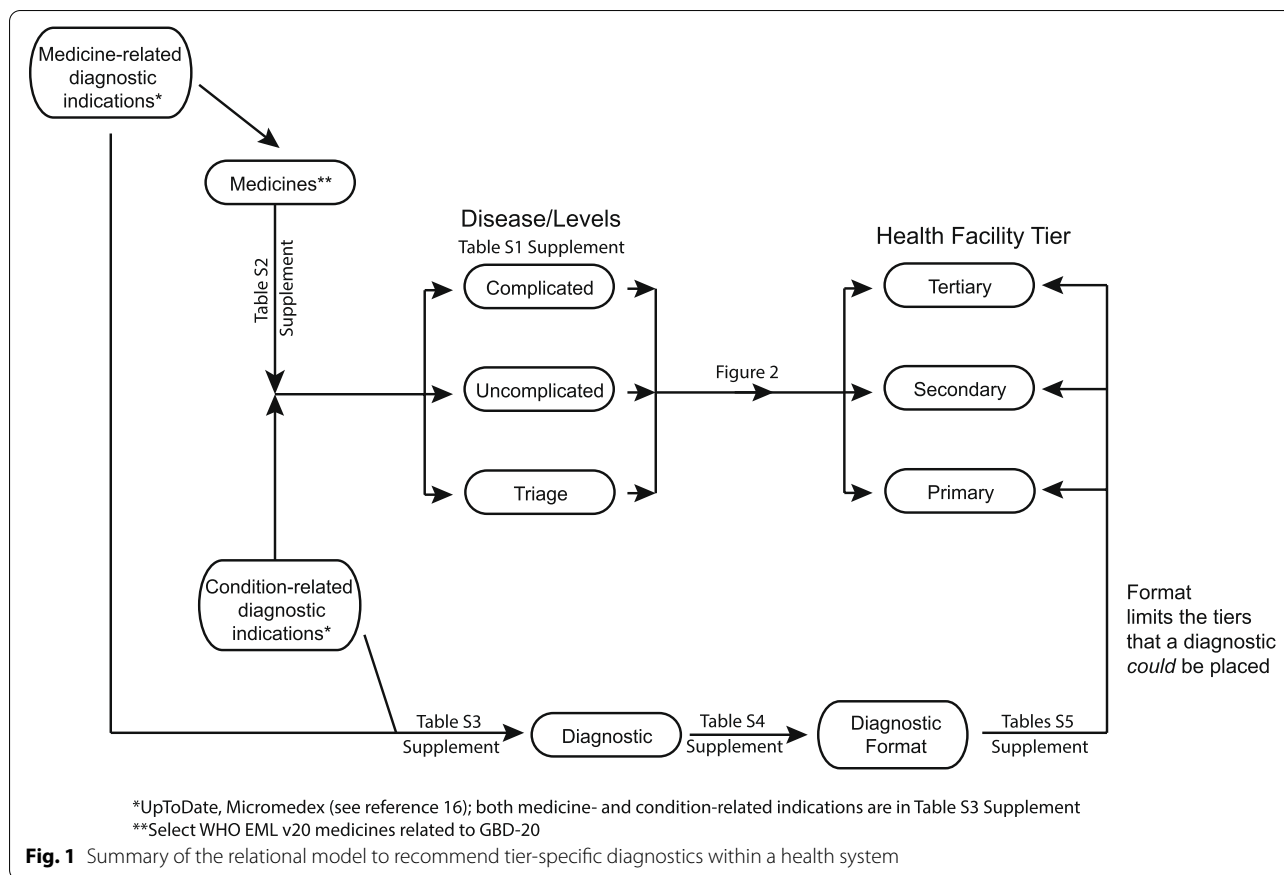 Medicine-related
diagnostic
indications*
Medicines**
Table S2
Supplement
Disease/Levels
Table S1 Supplement
Complicated
Uncomplicated
Triage
Figure 2
Health Facility Tier
Tertiary
Secondary
Primary
Condition-related
diagnostic
indications*
Table S3
Supplement
Diagnostic
Table S4
Supplement
Diagnostic
Format
Tables S5
Supplement
Format
limits the tiers
that a diagnostic
could be placed
*UpToDate, Micromedex (see reference 16); both medicine- and condition-related indications are in Table S3 Supplement
**Select WHO EML v20 medicines related to GBD-20
Fig. 1 Summary of the relational model to recommend tier-specific diagnostics within a health system